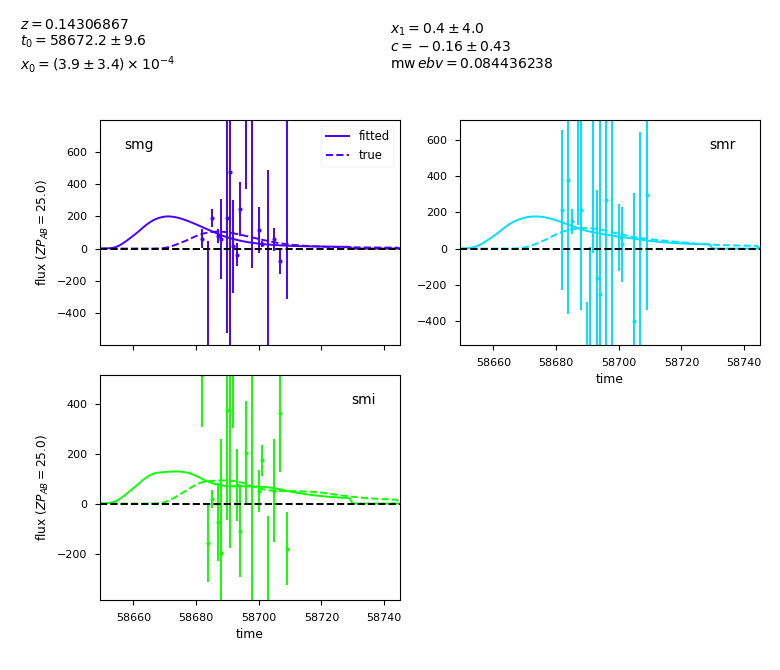 z = 0.14306867
t₀ = 58672.2 ± 9.6
x₀ = (3.9 ± 3.4) × 10⁻⁴
x₁ = 0.4 ± 4.0
c = −0.16 ± 0.43
mw ebv = 0.084436238
smg
fitted
true
600
400
200
0
−200
−400
flux (ZP_AB = 25.0)
smr
600
400
200
0
−200
−400
58660
58680
58700
58720
58740
time
smi
400
200
0
−200
flux (ZP_AB = 25.0)
58660
58680
58700
58720
58740
time